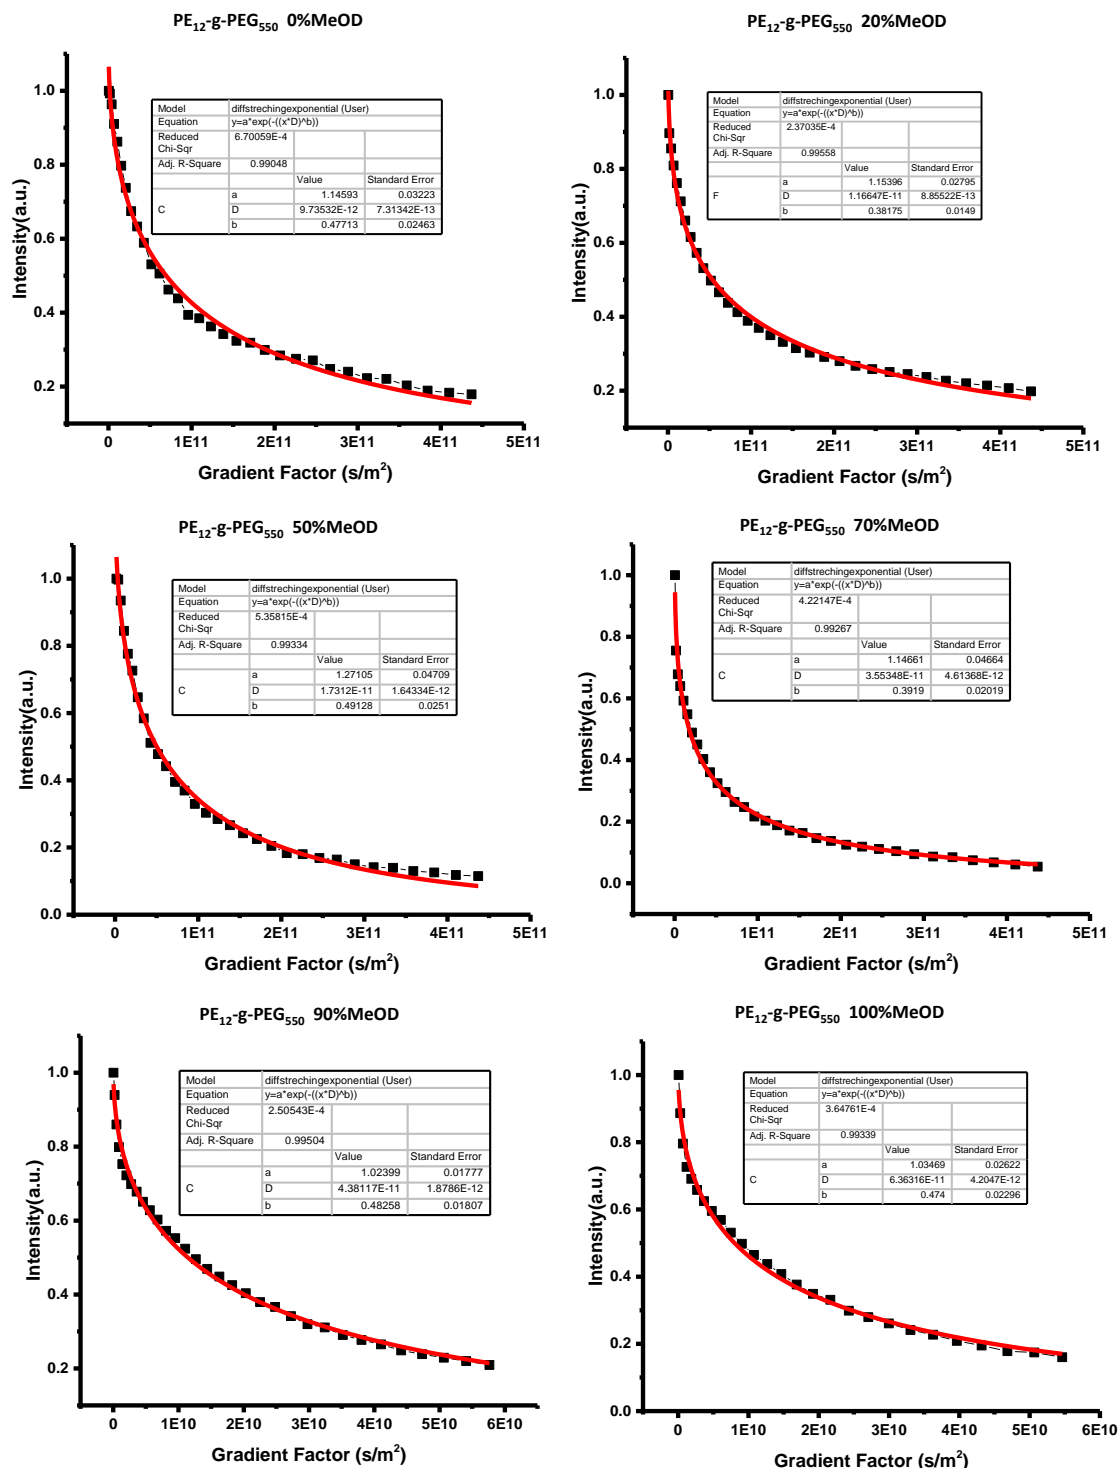 PE12-g-PEG550 0%MeOD
Intensity(a.u.)
1.0
0.8
0.6
0.4
0.2
Model diffstrechingexponential (User)
Equation y=a*exp(-((x*D)^b))
Reduced Chi-Sqr 6.70059E-4
Adj. R-Square 0.99048
Value Standard Error
C a 1.14593 0.03223
D 9.73532E-12 7.31342E-13
b 0.47713 0.02463
0 1E11 2E11 3E11 4E11 5E11
Gradient Factor (s/m2)
PE12-g-PEG550 20%MeOD
Intensity(a.u.)
1.0
0.8
0.6
0.4
0.2
Model diffstrechingexponential (User)
Equation y=a*exp(-((x*D)^b))
Reduced Chi-Sqr 2.37035E-4
Adj. R-Square 0.99558
Value Standard Error
F a 1.15396 0.02795
D 1.16647E-11 8.85522E-13
b 0.38175 0.0149
0 1E11 2E11 3E11 4E11 5E11
Gradient Factor (s/m2)
PE12-g-PEG550 50%MeOD
Intensity(a.u.)
1.0
0.8
0.6
0.4
0.2
0.0
Model diffstrechingexponential (User)
Equation y=a*exp(-((x*D)^b))
Reduced Chi-Sqr 5.35815E-4
Adj. R-Square 0.99334
Value Standard Error
C a 1.27105 0.04709
D 1.7312E-11 1.64334E-12
b 0.49128 0.0251
0 1E11 2E11 3E11 4E11 5E11
Gradient Factor (s/m2)
PE12-g-PEG550 70%MeOD
Intensity(a.u.)
1.0
0.8
0.6
0.4
0.2
0.0
Model diffstrechingexponential (User)
Equation y=a*exp(-((x*D)^b))
Reduced Chi-Sqr 4.22147E-4
Adj. R-Square 0.99267
Value Standard Error
C a 1.14661 0.04664
D 3.55348E-11 4.61368E-12
b 0.3919 0.02019
0 1E11 2E11 3E11 4E11 5E11
Gradient Factor (s/m2)
PE12-g-PEG550 90%MeOD
Intensity(a.u.)
1.0
0.8
0.6
0.4
0.2
Model diffstrechingexponential (User)
Equation y=a*exp(-((x*D)^b))
Reduced Chi-Sqr 2.50543E-4
Adj. R-Square 0.99504
Value Standard Error
C a 1.02399 0.01777
D 4.38117E-11 1.8786E-12
b 0.48258 0.01807
0 1E10 2E10 3E10 4E10 5E10 6E10
Gradient Factor (s/m2)
PE12-g-PEG550 100%MeOD
Intensity(a.u.)
1.0
0.8
0.6
0.4
0.2
0.0
Model diffstrechingexponential (User)
Equation y=a*exp(-((x*D)^b))
Reduced Chi-Sqr 3.64761E-4
Adj. R-Square 0.99339
Value Standard Error
C a 1.03469 0.02622
D 6.36316E-11 4.2047E-12
b 0.474 0.02296
0 1E10 2E10 3E10 4E10 5E10 6E10
Gradient Factor (s/m2)